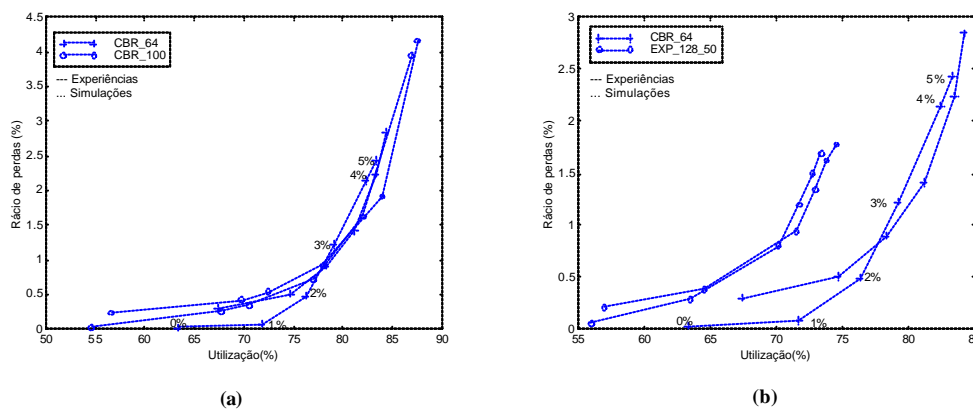 4.5
4
3.5
3
2.5
2
1.5
1
0.5
0
Rácio de perdas (%)
CBR_64
CBR_100
--- Experiências
... Simulações
5%
4%
3%
2%
0%
1%
50 55 60 65 70 75 80 85 90
Utilização(%)
(a)
3
2.5
2
1.5
1
0.5
0
Rácio de perdas (%)
CBR_64
EXP_128_50
--- Experiências
... Simulações
5%
4%
3%
2%
0%
1%
55 60 65 70 75 80
Utilização(%)
(b)